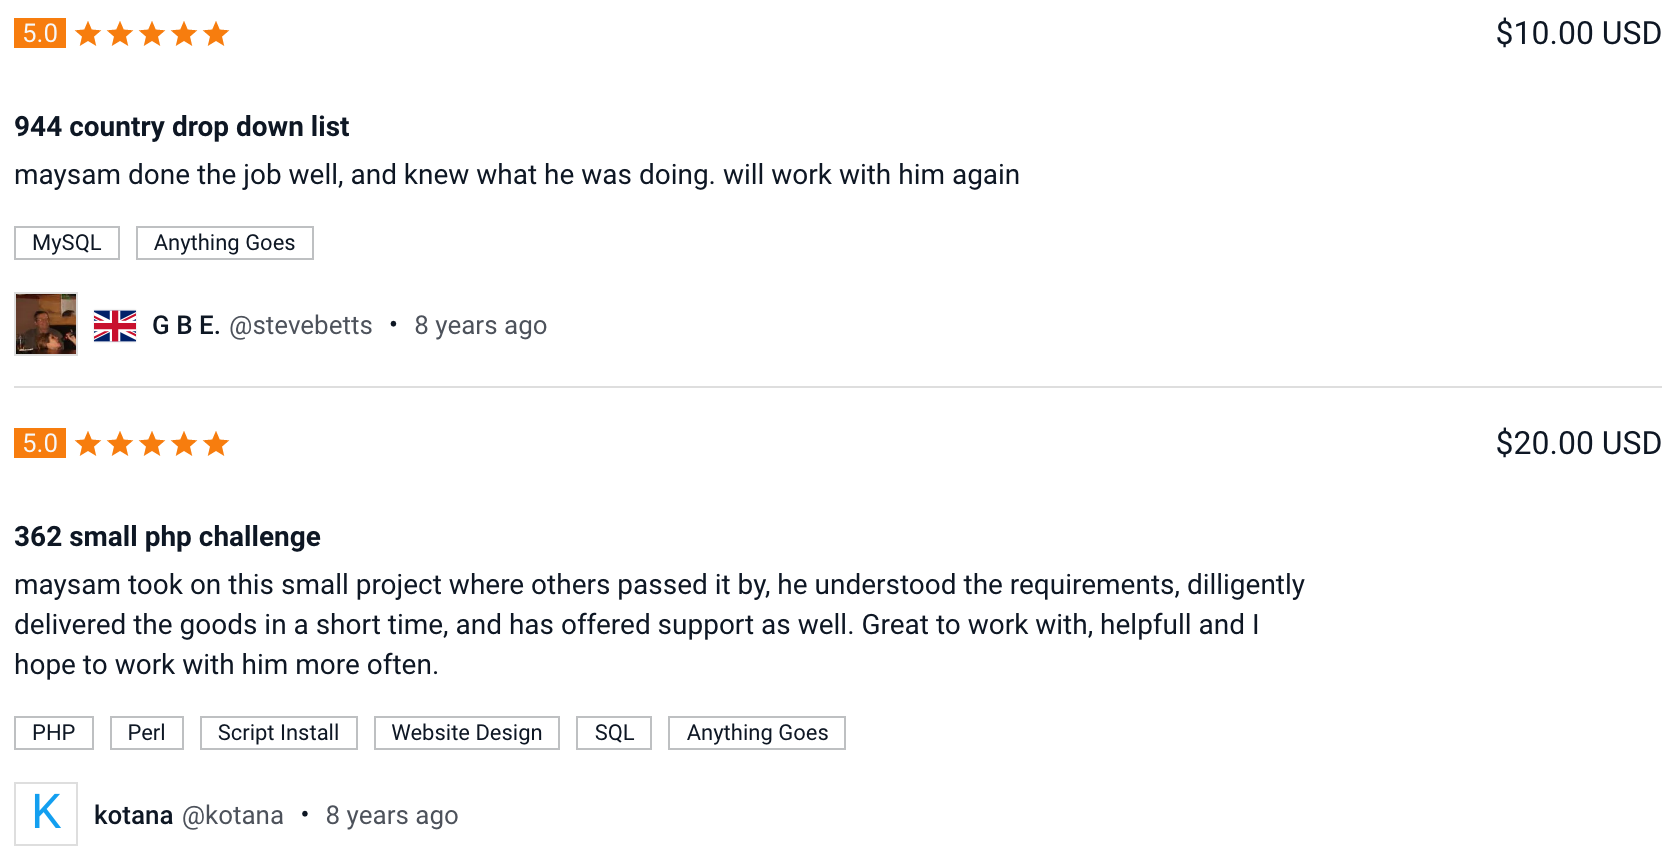 5.0 $10.00 USD
944 country drop down list
maysam done the job well, and knew what he was doing. will work with him again
MySQL Anything Goes
G B E. @stevebetts • 8 years ago
5.0 $20.00 USD
362 small php challenge
maysam took on this small project where others passed it by, he understood the requirements, dilligently
delivered the goods in a short time, and has offered support as well. Great to work with, helpfull and I
hope to work with him more often.
PHP Perl Script Install Website Design SQL Anything Goes
K kotana @kotana • 8 years ago